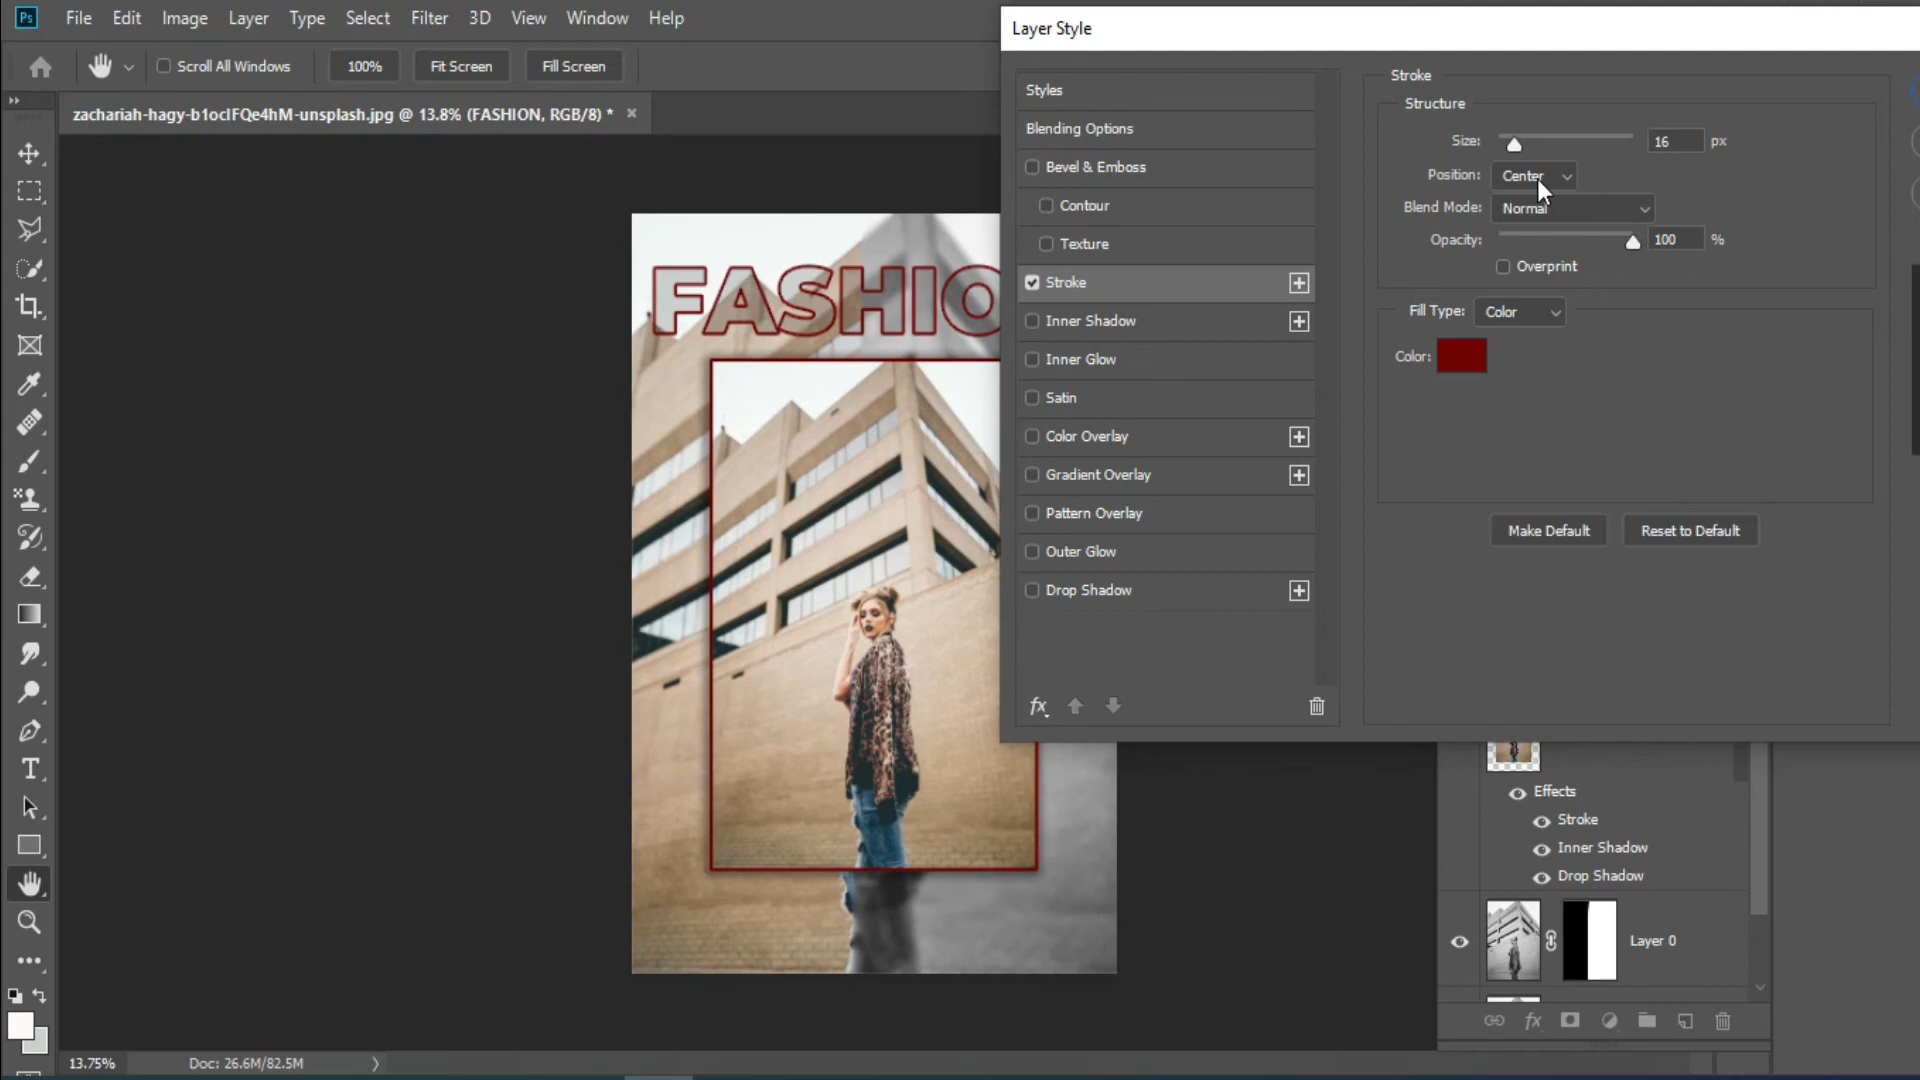 Ps File Edit Image Layer Type Select Filter 3D View Window Help
Layer Style
Scroll All Windows 100% Fit Screen Fill Screen
zachariah-hagy-b1oclFQe4hM-unsplash.jpg @ 13.8% (FASHION, RGB/8) *
Styles
Blending Options
Bevel & Emboss
Contour
Texture
Stroke
Inner Shadow
Inner Glow
Satin
Color Overlay
Gradient Overlay
Pattern Overlay
Outer Glow
Drop Shadow
fx
Stroke
Structure
Size: 16 px
Position: Center
Blend Mode: Normal
Opacity: 100 %
Overprint
Fill Type: Color
Color:
Make Default Reset to Default
FASHIO
Effects
Stroke
Inner Shadow
Drop Shadow
Layer 0
fx
13.75% Doc: 26.6M/82.5M